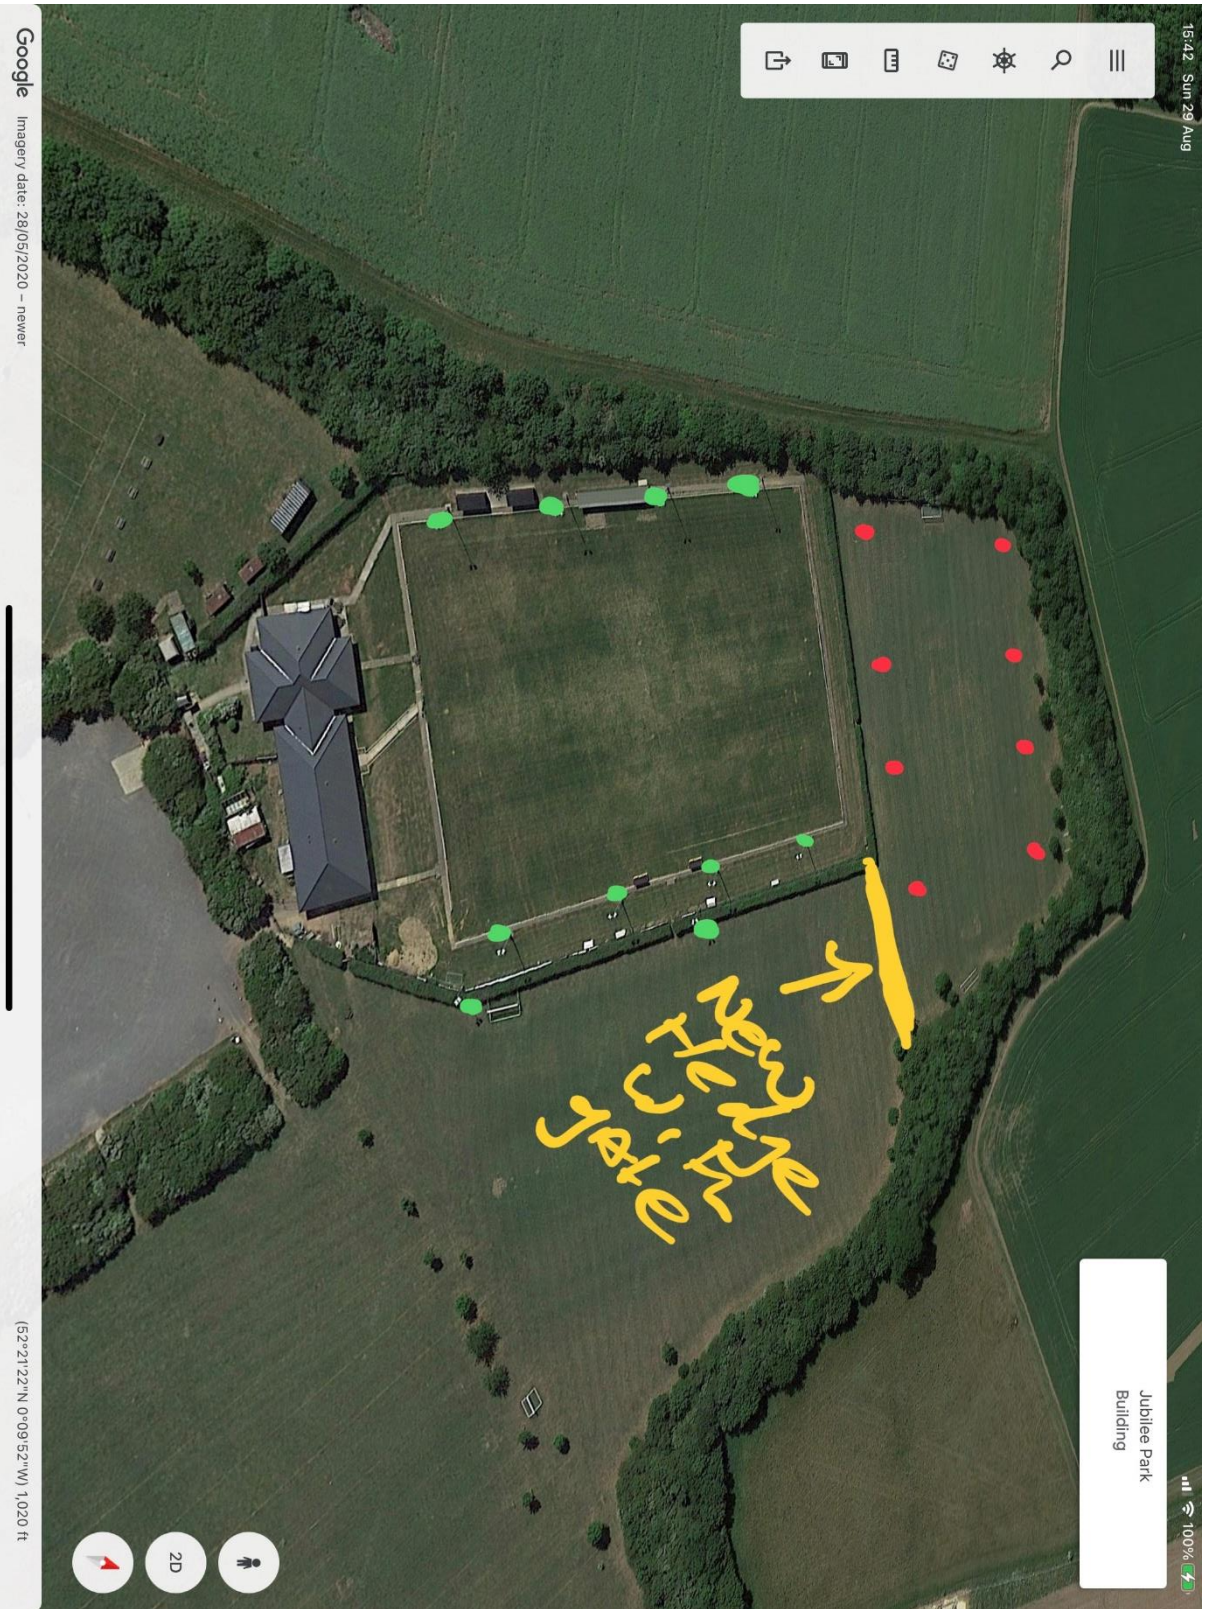 15:42 Sun 29 Aug
Jubilee Park
Building
100%
New
Hedge
with
gate
2D
Google Imagery date: 28/05/2020 – newer
(52°21'22"N 0°09'52"W) 1,020 ft